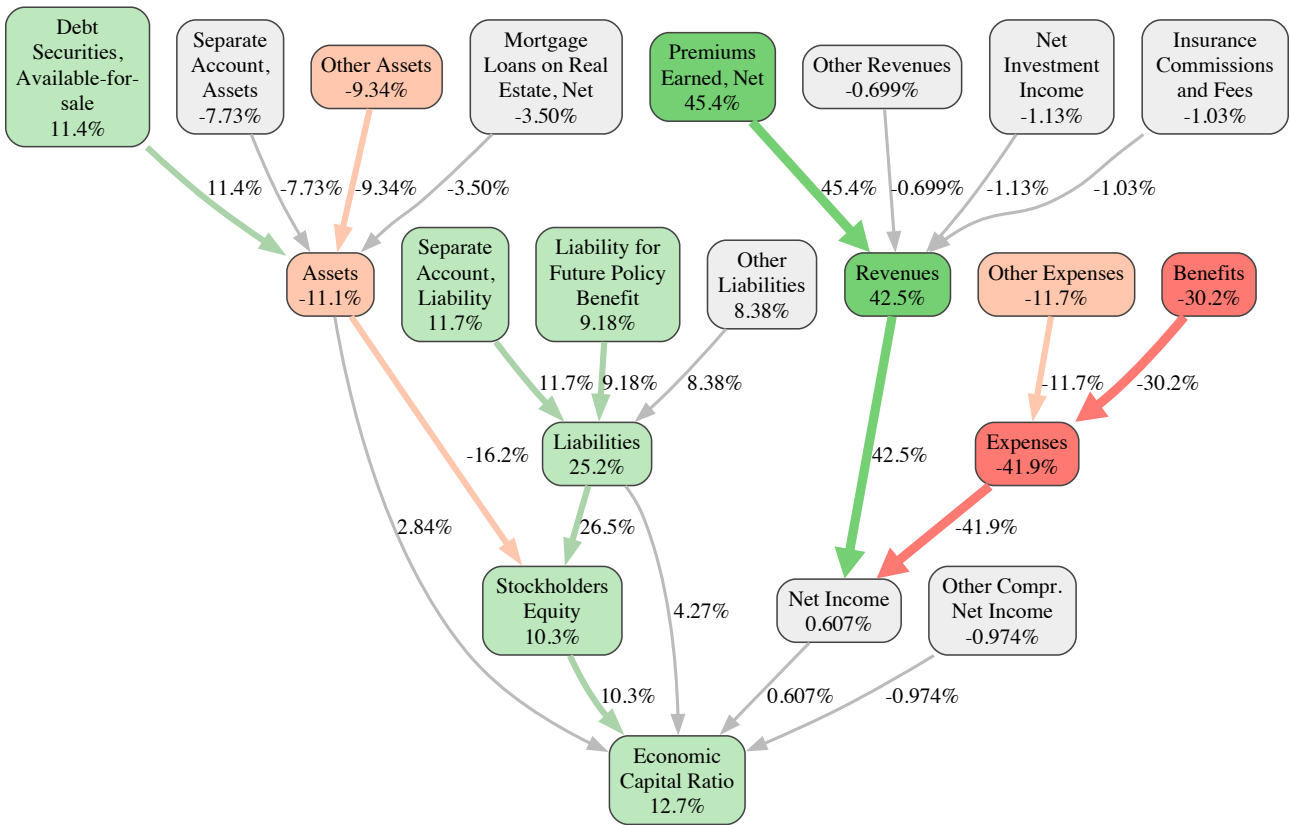 Debt
Securities,
Available-for-
sale
11.4%
Separate
Account,
Assets
-7.73%
Other Assets
-9.34%
Mortgage
Loans on Real
Estate, Net
-3.50%
Premiums
Earned, Net
45.4%
Other Revenues
-0.699%
Net
Investment
Income
-1.13%
Insurance
Commissions
and Fees
-1.03%
11.4%
-7.73%
-9.34%
-3.50%
45.4%
-0.699%
-1.13%
-1.03%
Assets
-11.1%
Separate
Account,
Liability
11.7%
Liability for
Future Policy
Benefit
9.18%
Other
Liabilities
8.38%
Revenues
42.5%
Other Expenses
-11.7%
Benefits
-30.2%
11.7%
9.18%
8.38%
-11.7%
-30.2%
-16.2%
Liabilities
25.2%
42.5%
Expenses
-41.9%
2.84%
26.5%
-41.9%
Stockholders
Equity
10.3%
4.27%
Net Income
0.607%
Other Compr.
Net Income
-0.974%
10.3%
0.607%
-0.974%
Economic
Capital Ratio
12.7%